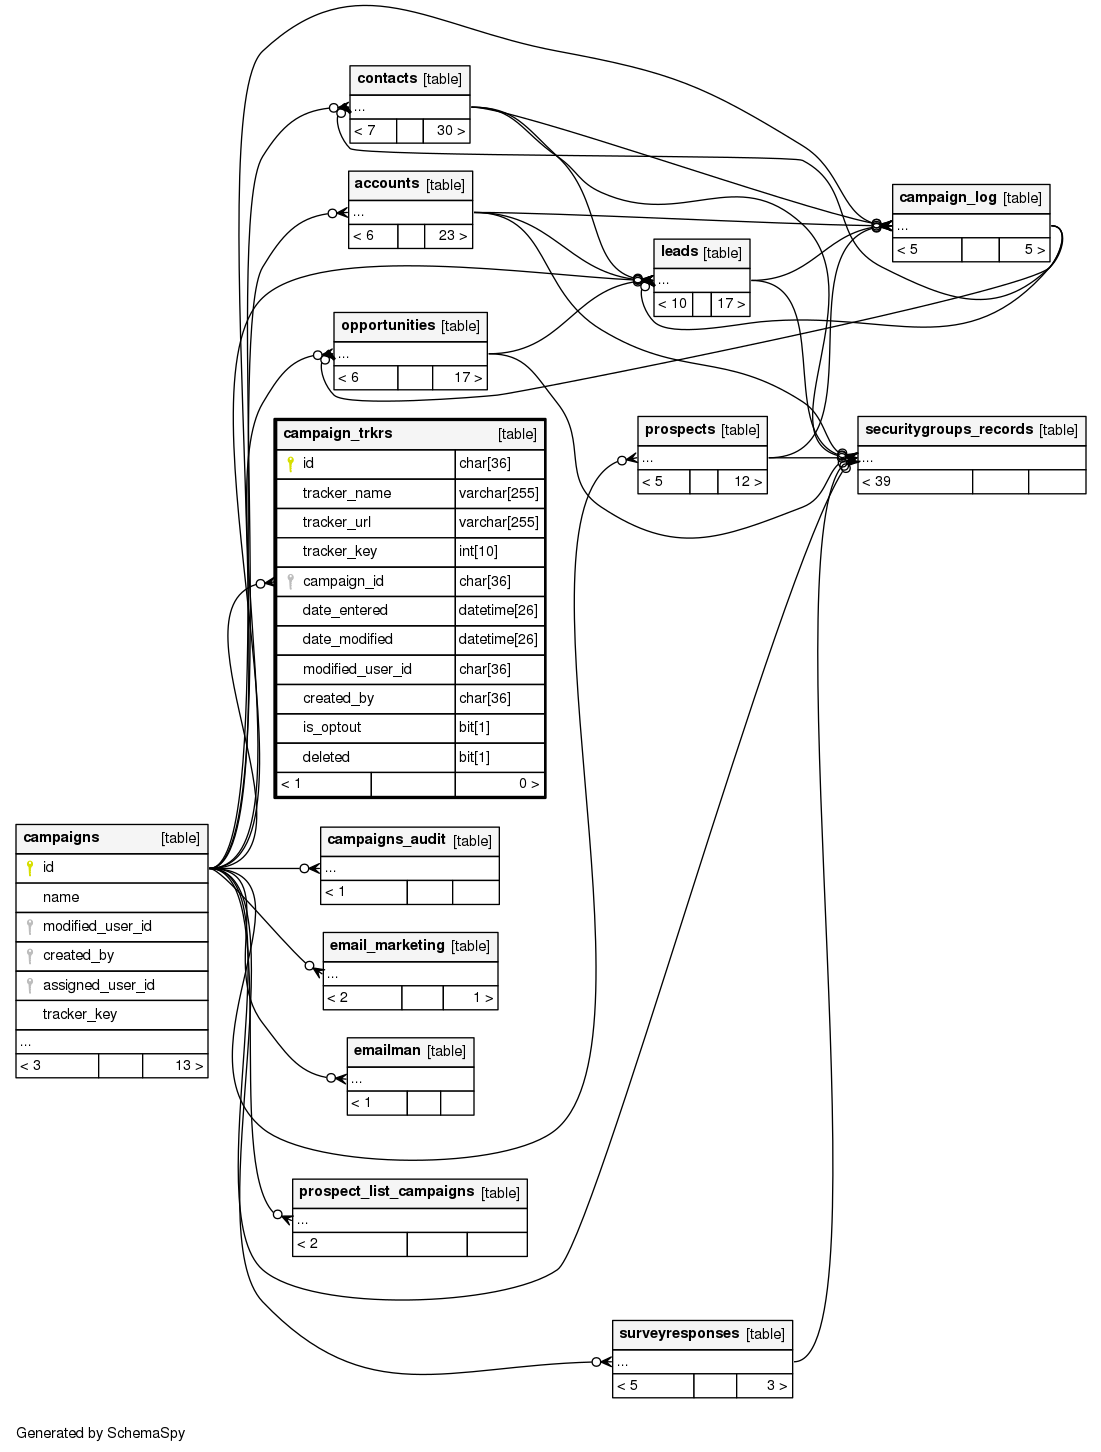 contacts [table]
...
< 7 30 >
accounts [table]
...
< 6 23 >
campaign_log [table]
...
< 5 5 >
leads [table]
...
< 10 17 >
opportunities [table]
...
< 6 17 >
campaign_trkrs [table]
id char[36]
tracker_name varchar[255]
tracker_url varchar[255]
tracker_key int[10]
campaign_id char[36]
date_entered datetime[26]
date_modified datetime[26]
modified_user_id char[36]
created_by char[36]
is_optout bit[1]
deleted bit[1]
< 1 0 >
prospects [table]
...
< 5 12 >
securitygroups_records [table]
...
< 39
campaigns [table]
id
name
modified_user_id
created_by
assigned_user_id
tracker_key
...
< 3 13 >
campaigns_audit [table]
...
< 1
email_marketing [table]
...
< 2 1 >
emailman [table]
...
< 1
prospect_list_campaigns [table]
...
< 2
surveyresponses [table]
...
< 5 3 >
Generated by SchemaSpy